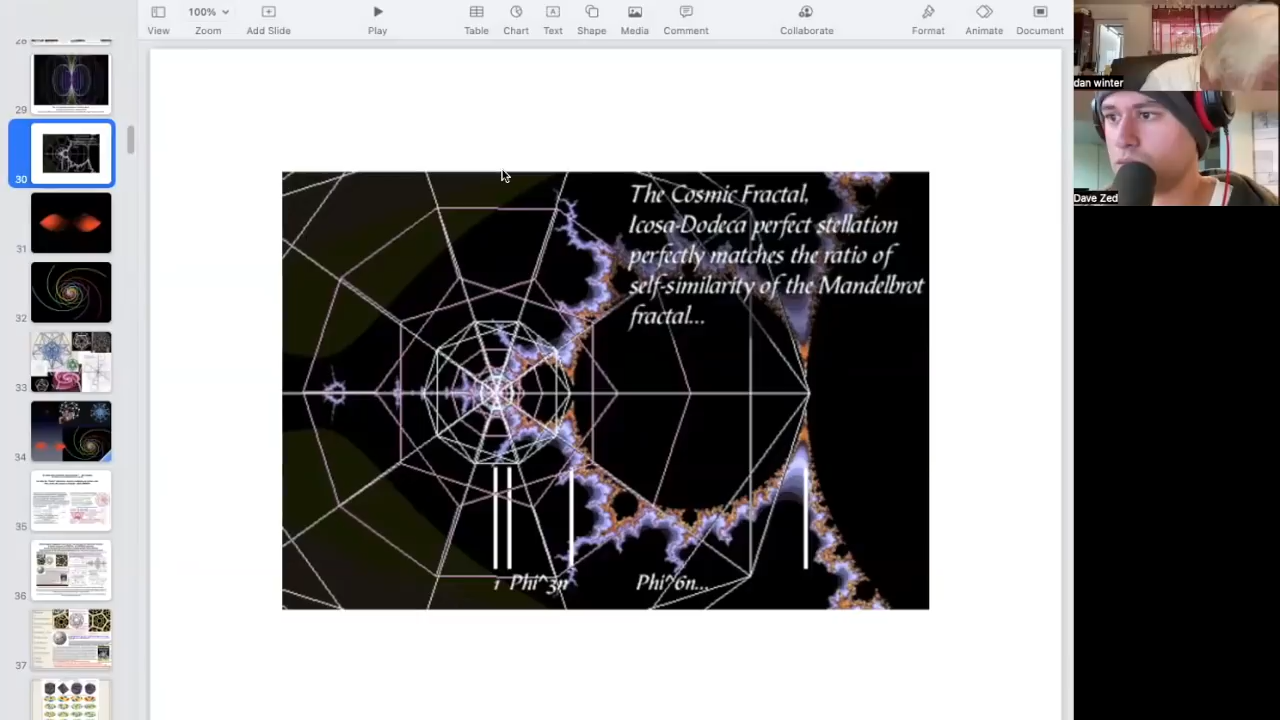 100%
View
Zoom
Add Slide
Play
Table
Chart
Text
Shape
Media
Comment
Collaborate
Format
Animate
Document
28
29
30
31
32
33
34
35
36
37
dan winter
Dave Zed
The Cosmic Fractal,
Icosa-Dodeca perfect stellation
perfectly matches the ratio of
self-similarity of the Mandelbrot
fractal...
1 Phi^3n Phi^6n...